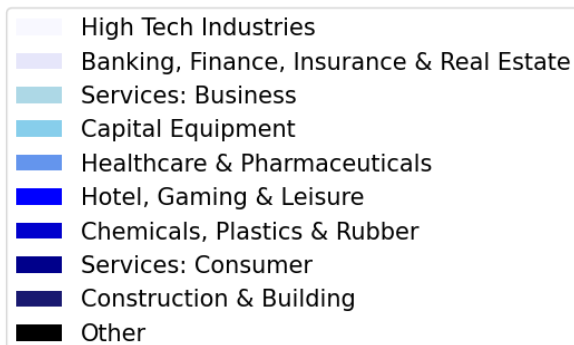 High Tech Industries
Banking, Finance, Insurance & Real Estate
Services: Business
Capital Equipment
Healthcare & Pharmaceuticals
Hotel, Gaming & Leisure
Chemicals, Plastics & Rubber
Services: Consumer
Construction & Building
Other